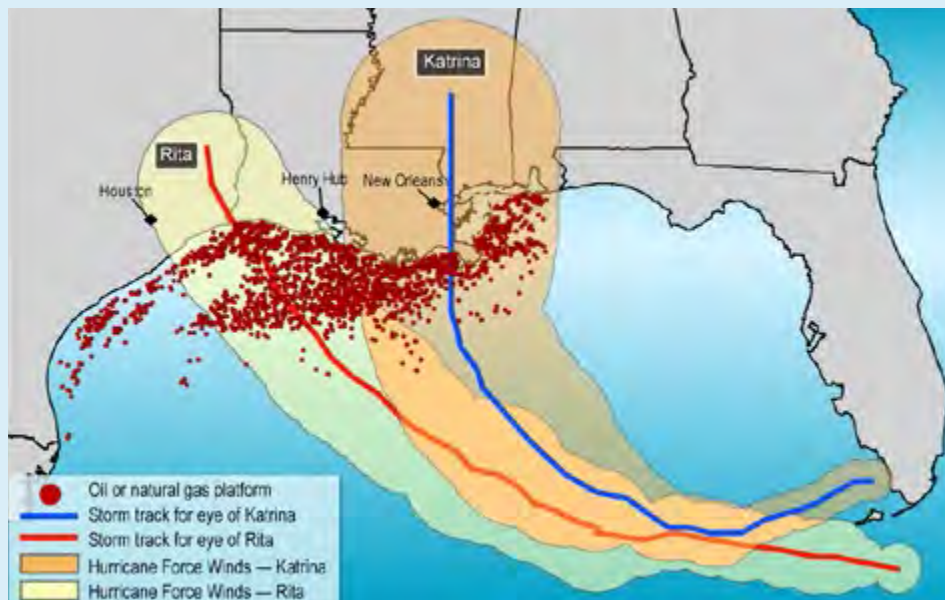 Katrina
Rita
Houston
Henry Hub
New Orleans
Oil or natural gas platform
Storm track for eye of Katrina
Storm track for eye of Rita
Hurricane Force Winds — Katrina
Hurricane Force Winds — Rita